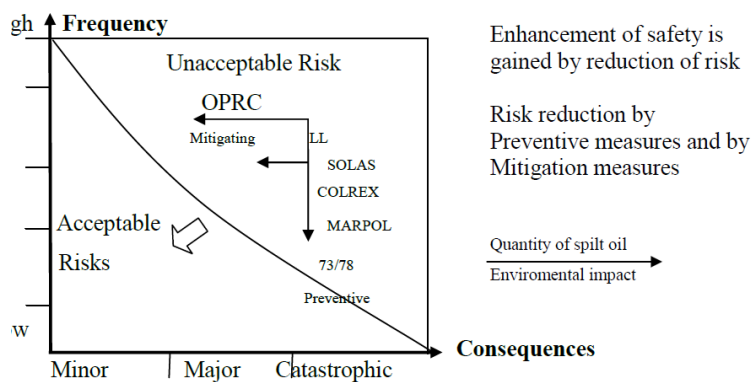 gh Frequency
Unacceptable Risk
OPRC
Mitigating LL
SOLAS
COLREX
MARPOL
73/78
Preventive
Acceptable
Risks
ow
Minor Major Catastrophic
Consequences
Enhancement of safety is
gained by reduction of risk
Risk reduction by
Preventive measures and by
Mitigation measures
Quantity of spilt oil
Enviromental impact